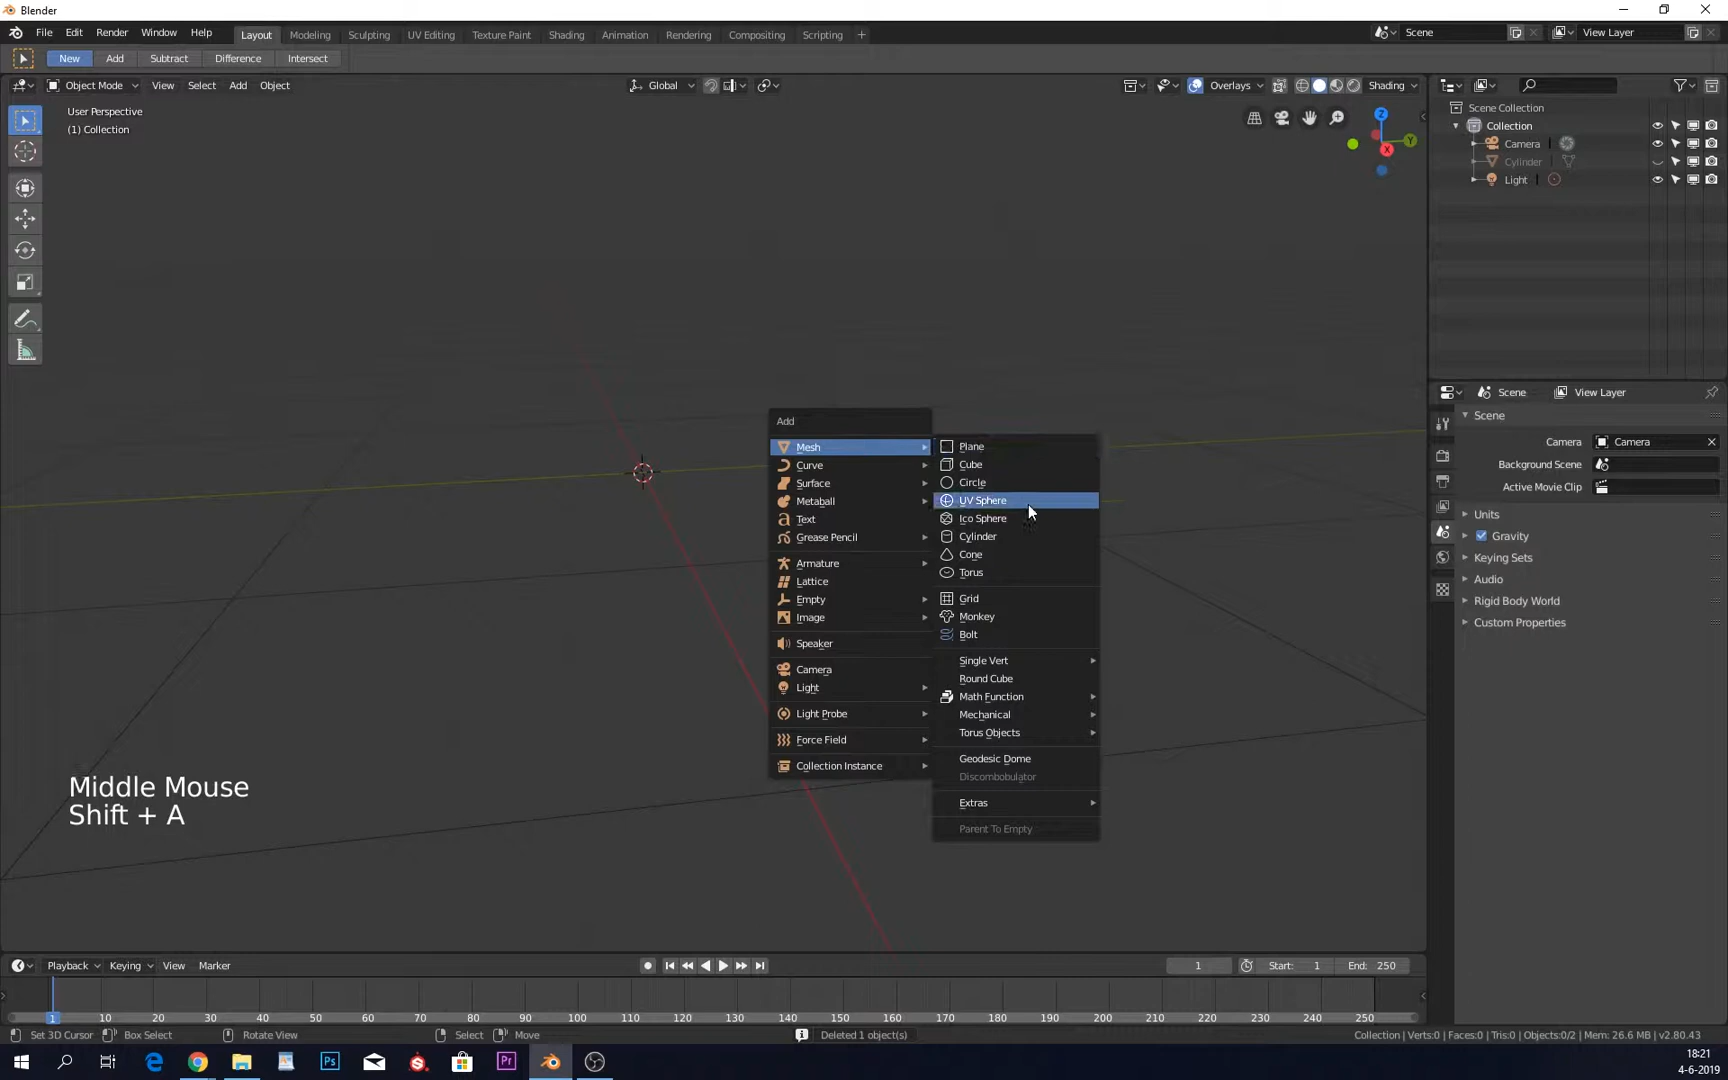 Blender
File Edit Render Window Help
Layout Modeling Sculpting UV Editing Texture Paint Shading Animation Rendering Compositing Scripting +
Scene
View Layer
New Add Subtract Difference Intersect
Object Mode View Select Add Object
Global
Overlays
Shading
User Perspective
(1) Collection
Z
Y
X
Scene Collection
Collection
Camera
Cylinder
Light
Scene View Layer
Scene
Camera Camera
Background Scene
Active Movie Clip
Units
Gravity
Keying Sets
Audio
Rigid Body World
Custom Properties
Add
Mesh
Curve
Surface
Metaball
Text
Grease Pencil
Armature
Lattice
Empty
Image
Speaker
Camera
Light
Light Probe
Force Field
Collection Instance
Plane
Cube
Circle
UV Sphere
Ico Sphere
Cylinder
Cone
Torus
Grid
Monkey
Bolt
Single Vert
Round Cube
Math Function
Mechanical
Torus Objects
Geodesic Dome
Discombobulator
Extras
Parent To Empty
Middle Mouse
Shift + A
Playback Keying View Marker
1 Start: 1 End: 250
1 10 20 30 40 50 60 70 80 90 100 110 120 130 140 150 160 170 180 190 200 210 220 230 240 250
Set 3D Cursor Box Select Rotate View Select Move Deleted 1 object(s) Collection | Verts:0 | Faces:0 | Tris:0 | Objects:0/2 | Mem: 26.6 MB | v2.80.43
Ps
Pr
18:21
4-6-2019